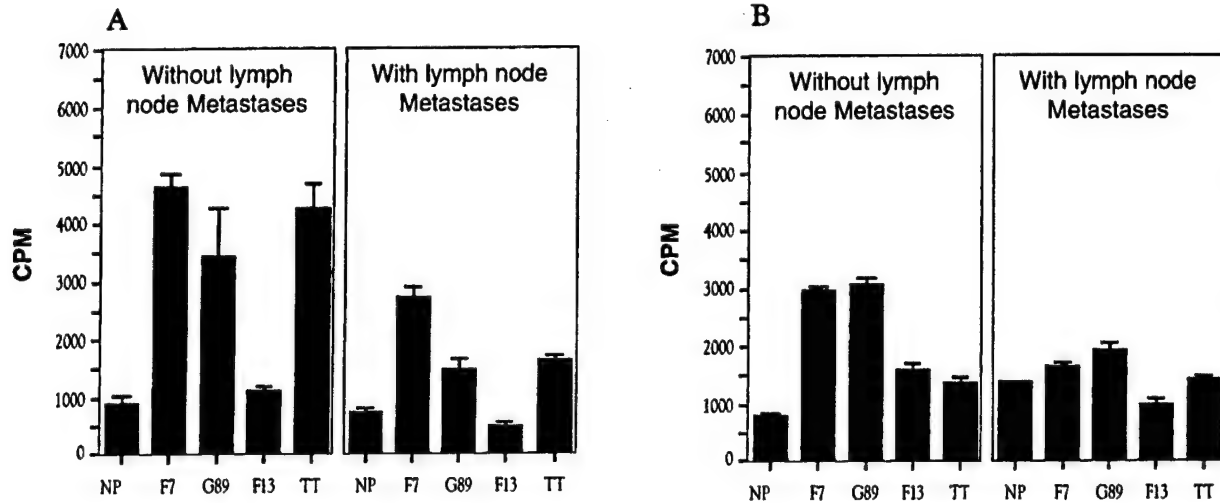 A
7000
6000
5000
4000
3000
2000
1000
0
CPM
Without lymph
node Metastases
With lymph node
Metastases
NP F7 G89 F13 TT
NP F7 G89 F13 TT
B
7000
6000
5000
4000
3000
2000
1000
0
CPM
Without lymph
node Metastases
With lymph node
Metastases
NP F7 G89 F13 TT
NP F7 G89 F13 TT